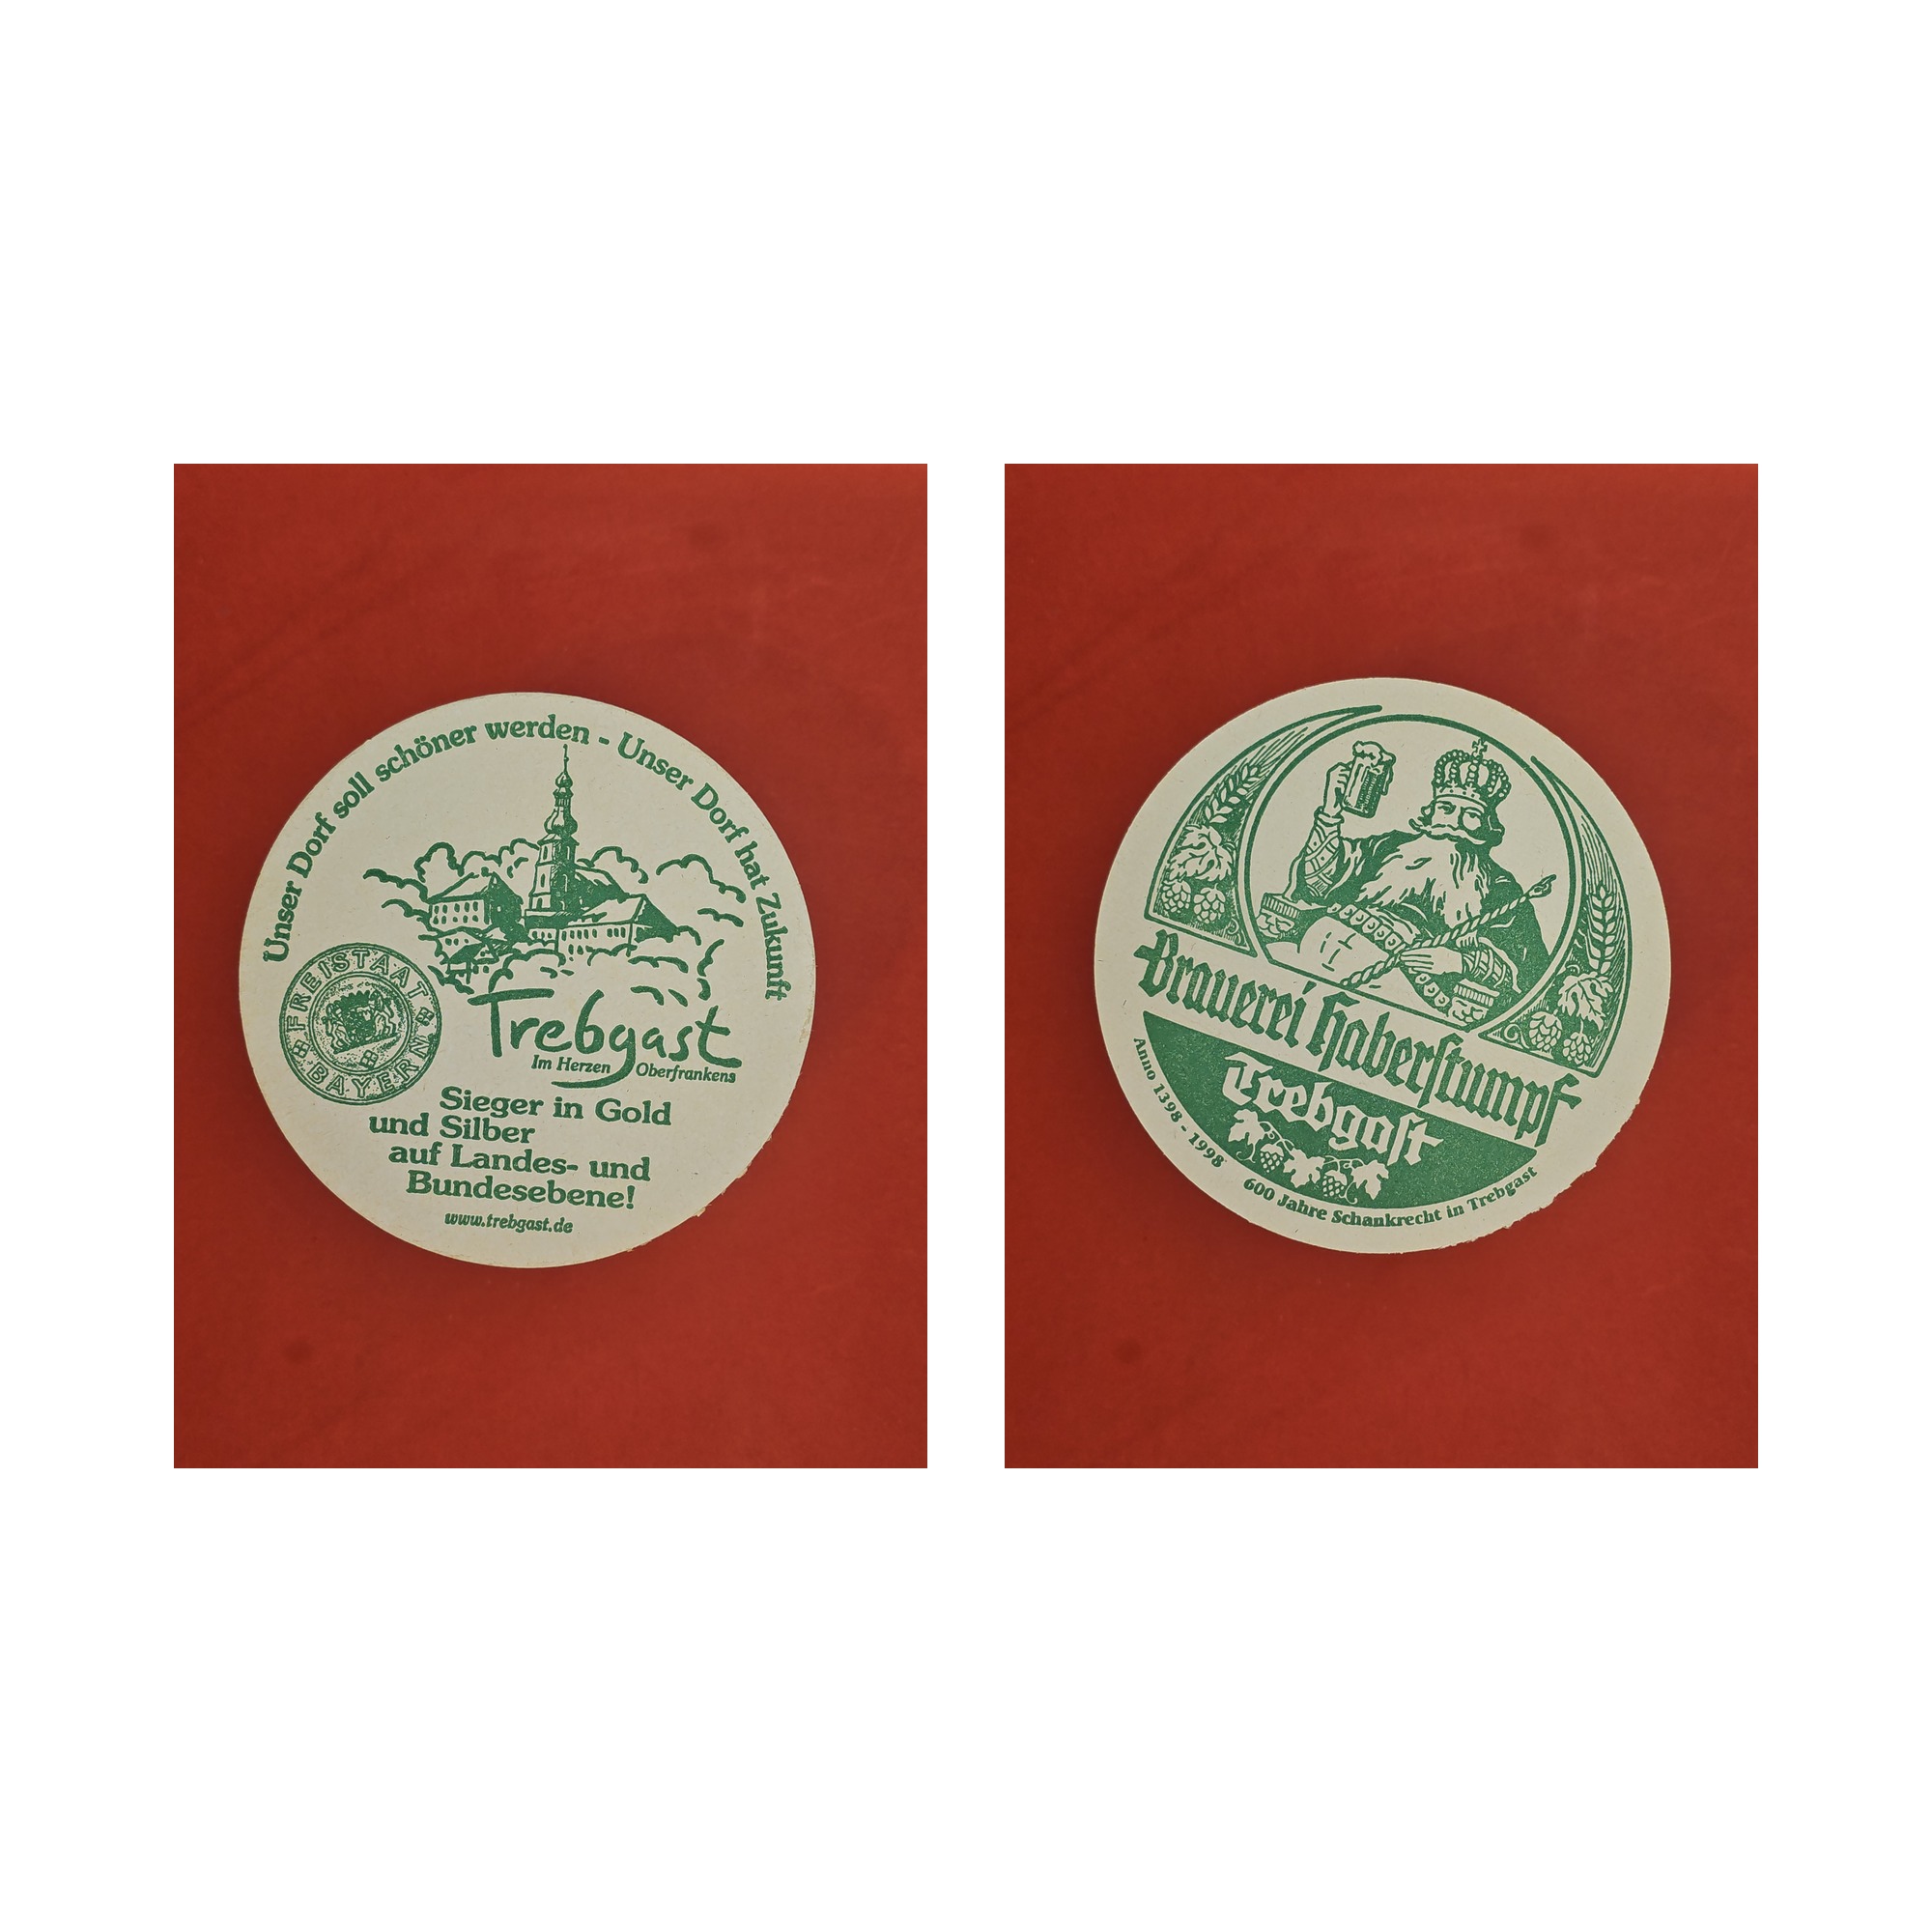 Unser Dorf soll schöner werden - Unser Dorf hat Zukunft
FREISTAAT
BAYERN
Trebgast
Im Herzen Oberfrankens
Sieger in Gold
und Silber
auf Landes- und
Bundesebene!
www.trebgast.de
Brauerei Haberstumpf
Trebgast
Anno 1398 - 1998
600 Jahre Schankrecht in Trebgast